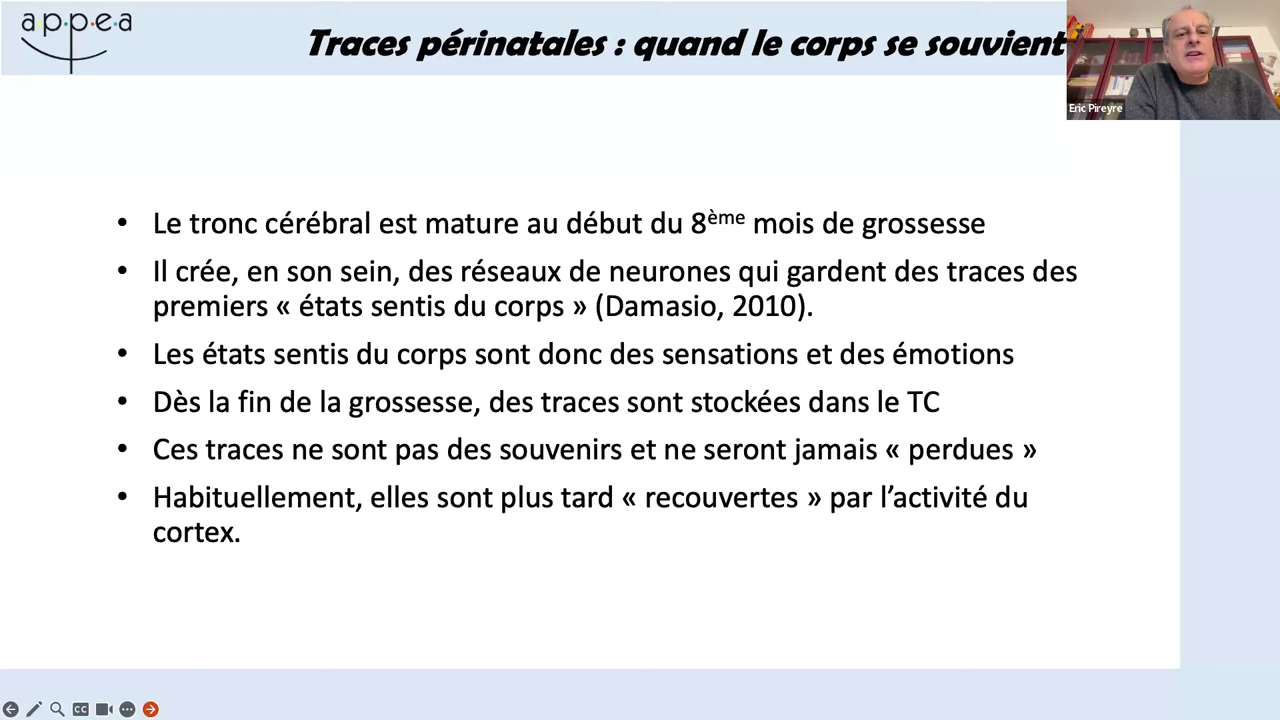 a·p·p·e·a
Traces périnatales : quand le corps se souvient
Eric Pireyre
• Le tronc cérébral est mature au début du 8ème mois de grossesse
• Il crée, en son sein, des réseaux de neurones qui gardent des traces des
premiers « états sentis du corps » (Damasio, 2010).
• Les états sentis du corps sont donc des sensations et des émotions
• Dès la fin de la grossesse, des traces sont stockées dans le TC
• Ces traces ne sont pas des souvenirs et ne seront jamais « perdues »
• Habituellement, elles sont plus tard « recouvertes » par l’activité du
cortex.
CC